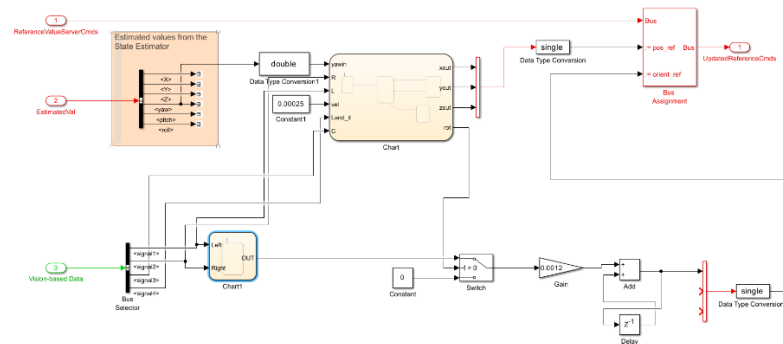 1
ReferenceValueServerCmds
Estimated values from the
State Estimator
2
EstimatedVal
<X>
<Y>
<Z>
<yaw>
<pitch>
<roll>
double
Data Type Conversion1
0.00025
Constant1
yawin
R
L
vel
C
xout
yout
zout
rot
Chart
single
Data Type Conversion
Bus
:= pos_ref
:= orient_ref
Bus
Bus
Assignment
1
UpdatedReferenceCmds
3
Vision-based Data
<signal1>
<signal2>
<signal3>
<signal4>
Bus
Selector
Left
Right
OUT
Chart1
0
Constant
> 0
Switch
0.0012
Gain
+
+
Add
Z-1
Delay
single
Data Type Conversion